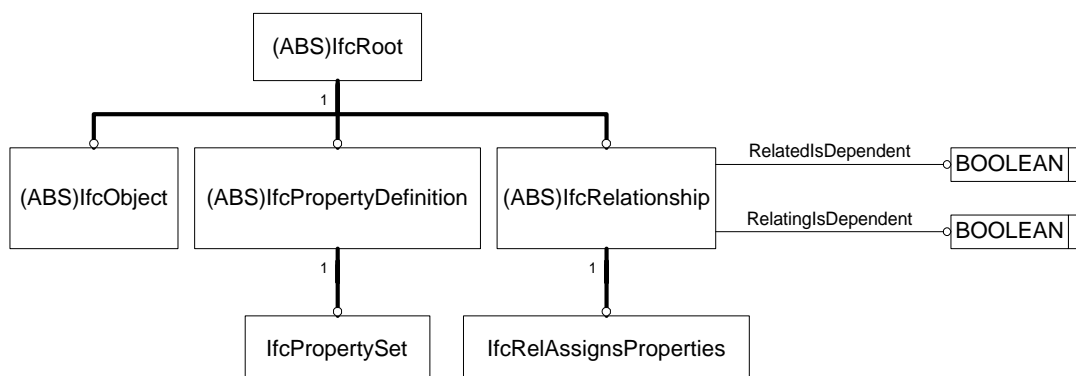 (ABS)IfcRoot
1
(ABS)IfcObject
(ABS)IfcPropertyDefinition
(ABS)IfcRelationship
RelatedIsDependent
BOOLEAN
RelatingIsDependent
BOOLEAN
1
1
IfcPropertySet
IfcRelAssignsProperties